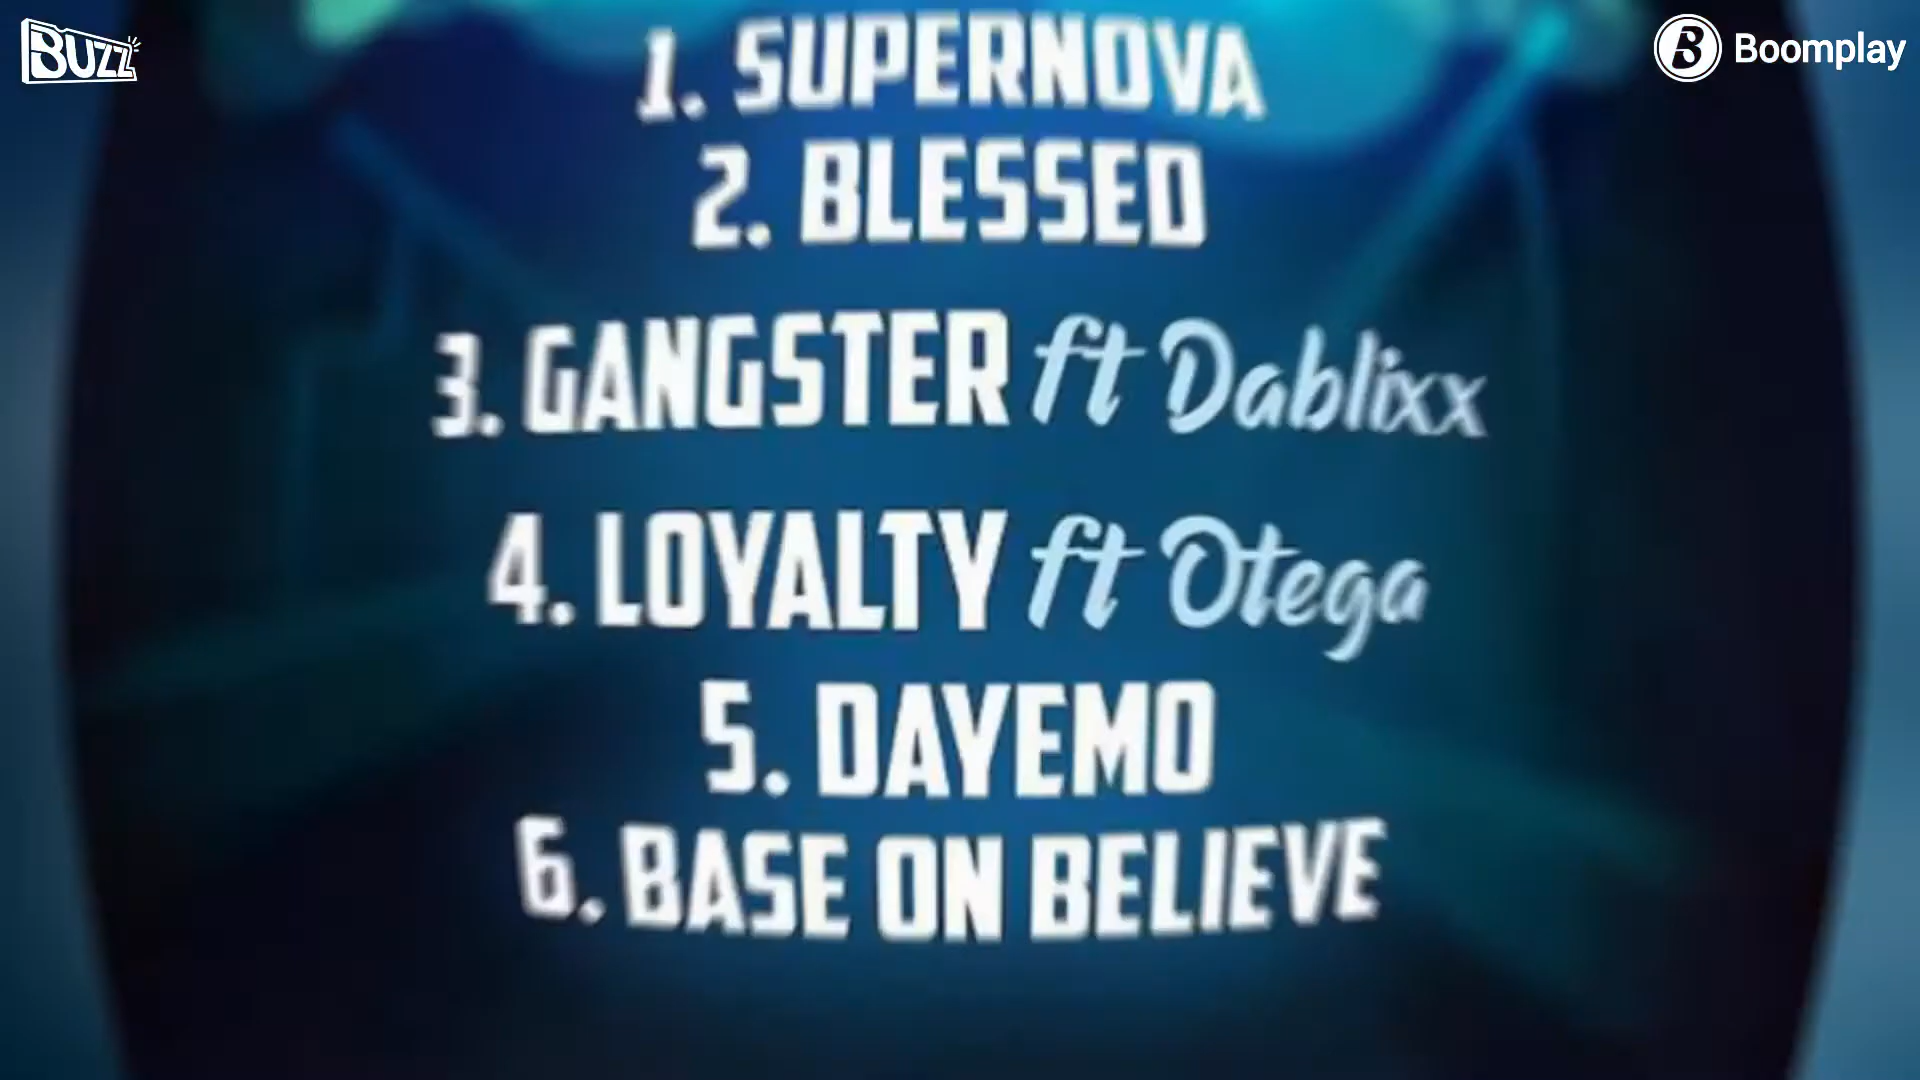 BUZZ
Boomplay
1. SUPERNOVA
2. BLESSED
3. GANGSTER ft Dablixx
4. LOYALTY ft Otega
5. DAYEMO
6. BASE ON BELIEVE